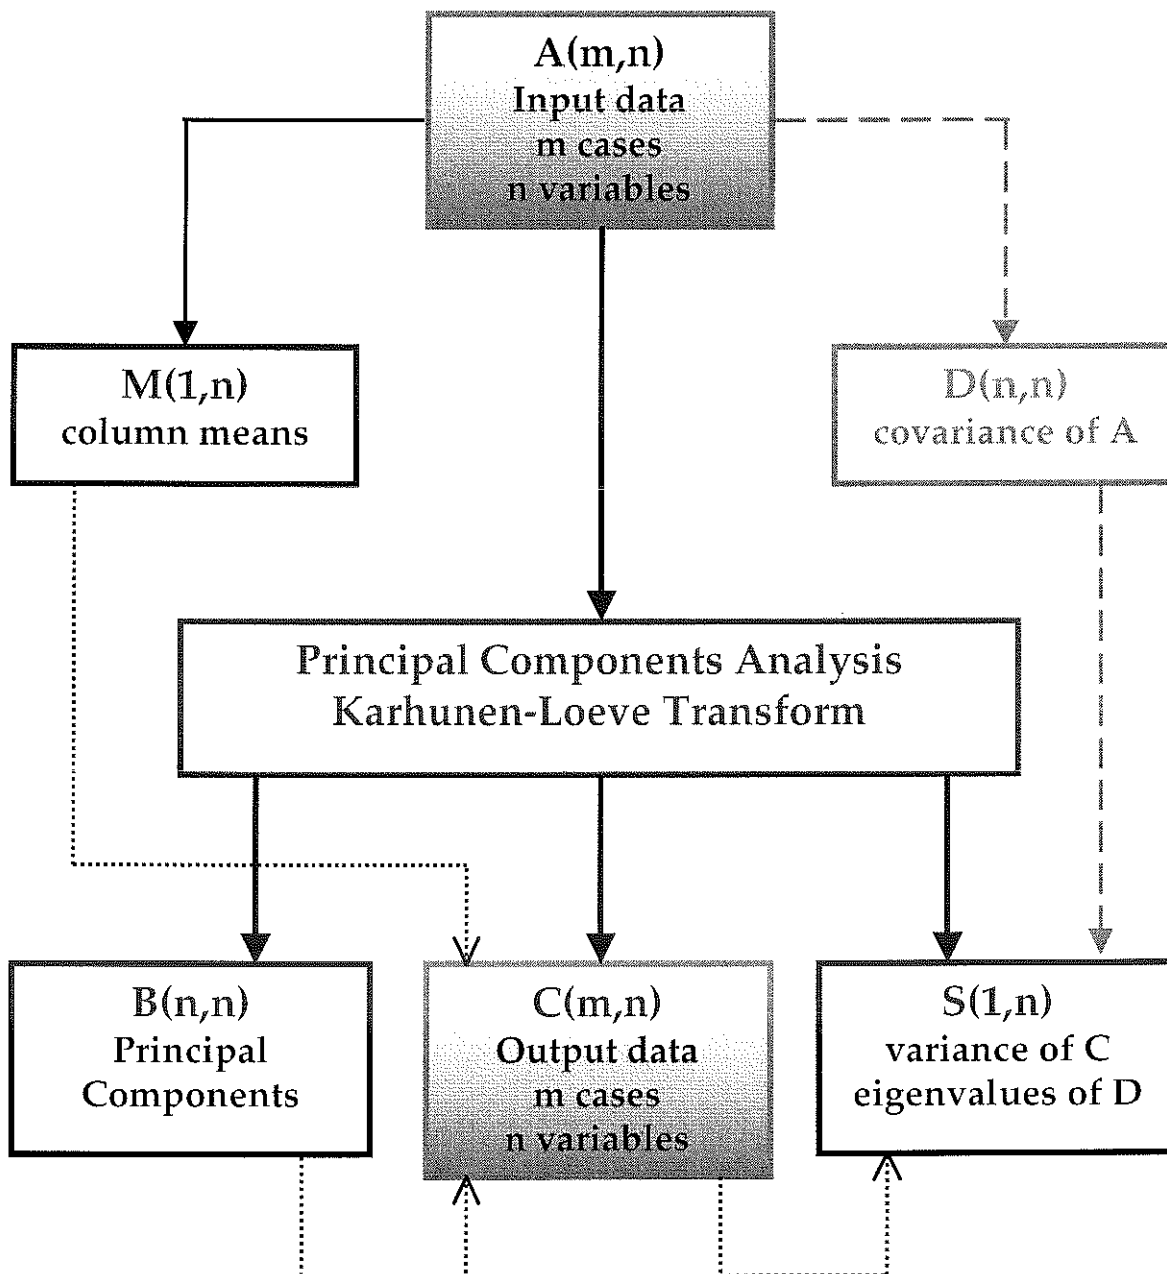 A(m,n)
Input data
m cases
n variables
M(1,n)
column means
D(n,n)
covariance of A
Principal Components Analysis
Karhunen-Loeve Transform
B(n,n)
Principal
Components
C(m,n)
Output data
m cases
n variables
S(1,n)
variance of C
eigenvalues of D